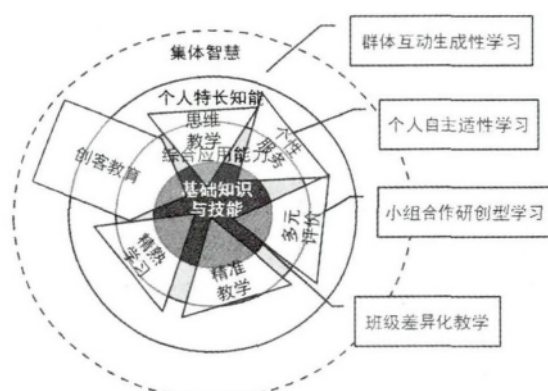 集体智慧
群体互动生成性学习
个人特长知能
思维
教学
个性
服务
个人自主适性学习
创客教育
综合应用能力
基础知识
与技能
多元
评价
小组合作研创型学习
精熟
学习
精准
教学
班级差异化教学